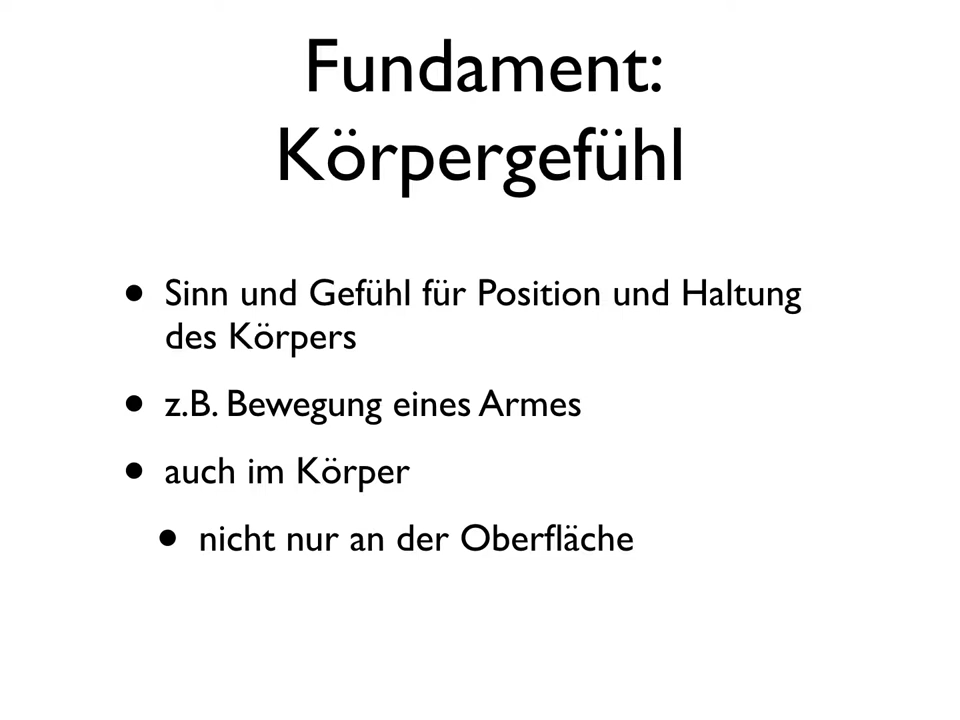 Fundament:
Körpergefühl
• Sinn und Gefühl für Position und Haltung
des Körpers
• z.B. Bewegung eines Armes
• auch im Körper
• nicht nur an der Oberfläche